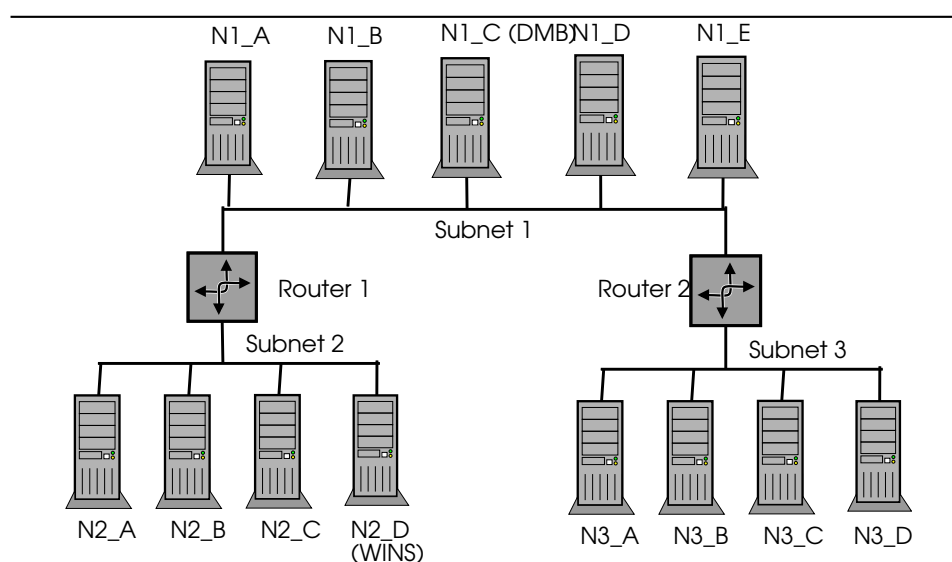 N1_A N1_B N1_C (DMB) N1_D N1_E
Subnet 1
Router 1 Router 2
Subnet 2 Subnet 3
N2_A N2_B N2_C N2_D N3_A N3_B N3_C N3_D
(WINS)